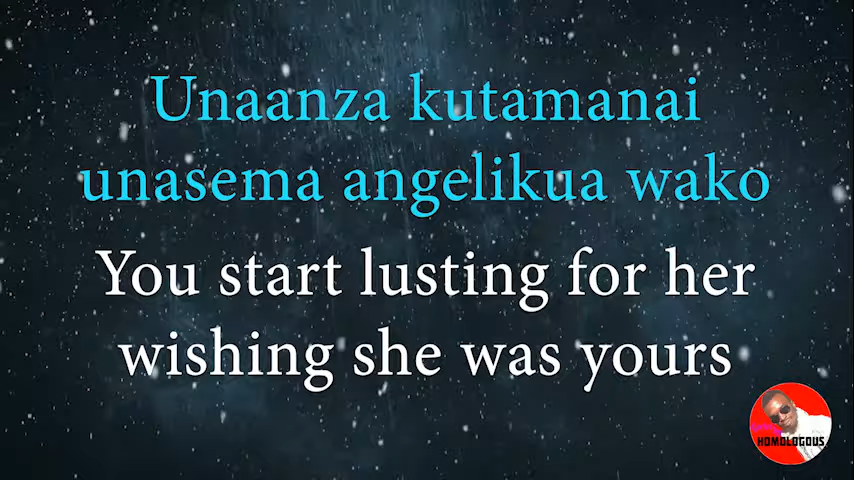 Unaanza kutamanai
unasema angelikua wako
You start lusting for her
wishing she was yours
HOMOLOGOUS